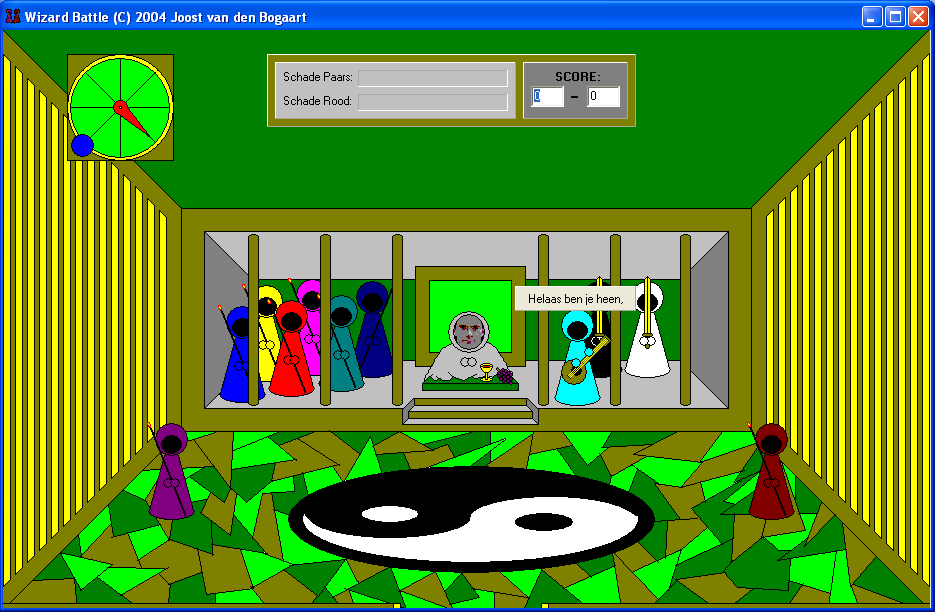 Wizard Battle (C) 2004 Joost van den Bogaart
Schade Paars:
Schade Rood:
SCORE:
0 - 0
Helaas ben je heen,